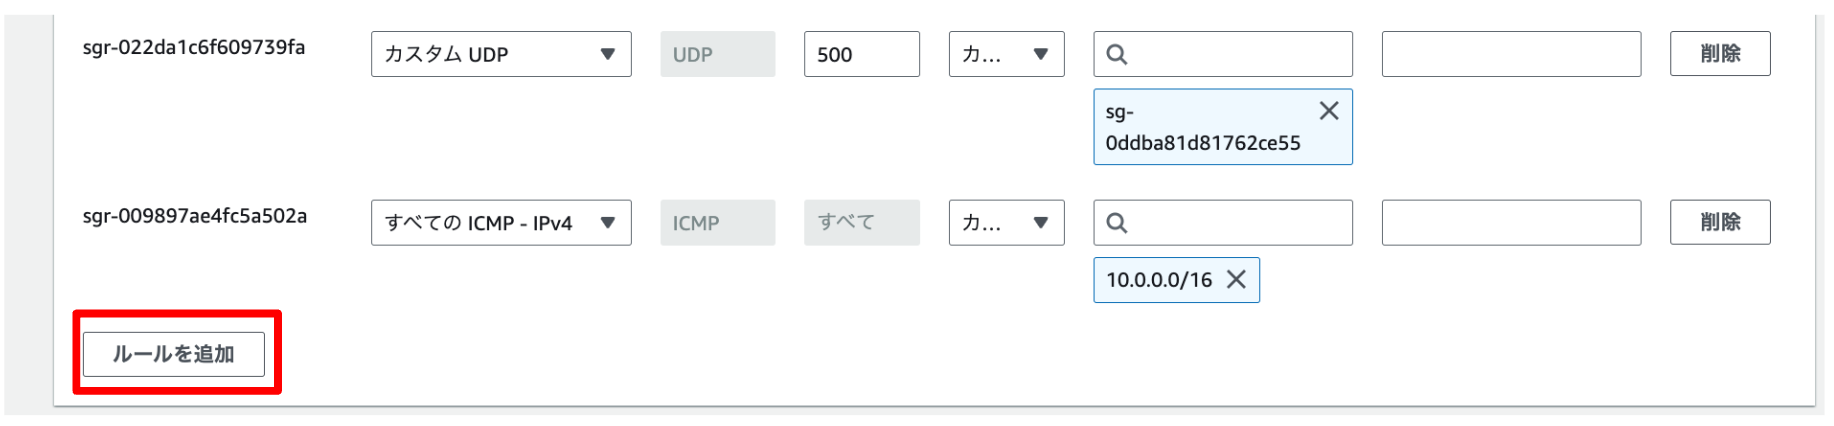 sgr-022da1c6f609739fa カスタム UDP UDP 500 カ... 削除
sg-
0ddba81d81762ce55
sgr-009897ae4fc5a502a すべての ICMP - IPv4 ICMP すべて カ... 削除
10.0.0.0/16
ルールを追加